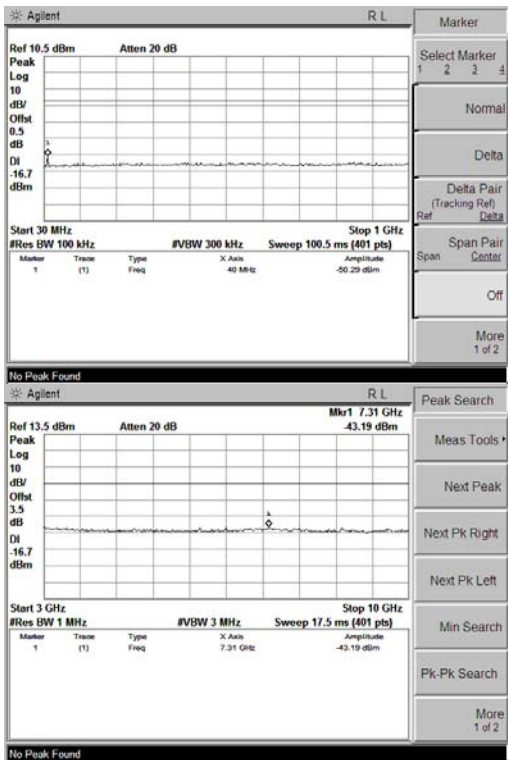 Agilent R L Marker
Ref 10.5 dBm Atten 20 dB
Peak
Log
10
dB/
Offst
0.5
dB
DI
-16.7
dBm
1
Start 30 MHz Stop 1 GHz
#Res BW 100 kHz #VBW 300 kHz Sweep 100.5 ms (401 pts)
Marker Trace Type X Axis Amplitude
1 (1) Freq 40 MHz -50.29 dBm
Select Marker
1 2 3 4
Normal
Delta
Delta Pair
(Tracking Ref)
Ref Delta
Span Pair
Span Center
Off
More
1 of 2
No Peak Found
Agilent R L Peak Search
Mkr1 7.31 GHz
Ref 13.5 dBm Atten 20 dB -43.19 dBm
Peak
Log
10
dB/
Offst
3.5
dB
DI
-16.7
dBm
1
Start 3 GHz Stop 10 GHz
#Res BW 1 MHz #VBW 3 MHz Sweep 17.5 ms (401 pts)
Marker Trace Type X Axis Amplitude
1 (1) Freq 7.31 GHz -43.19 dBm
Meas Tools
Next Peak
Next Pk Right
Next Pk Left
Min Search
Pk-Pk Search
More
1 of 2
No Peak Found